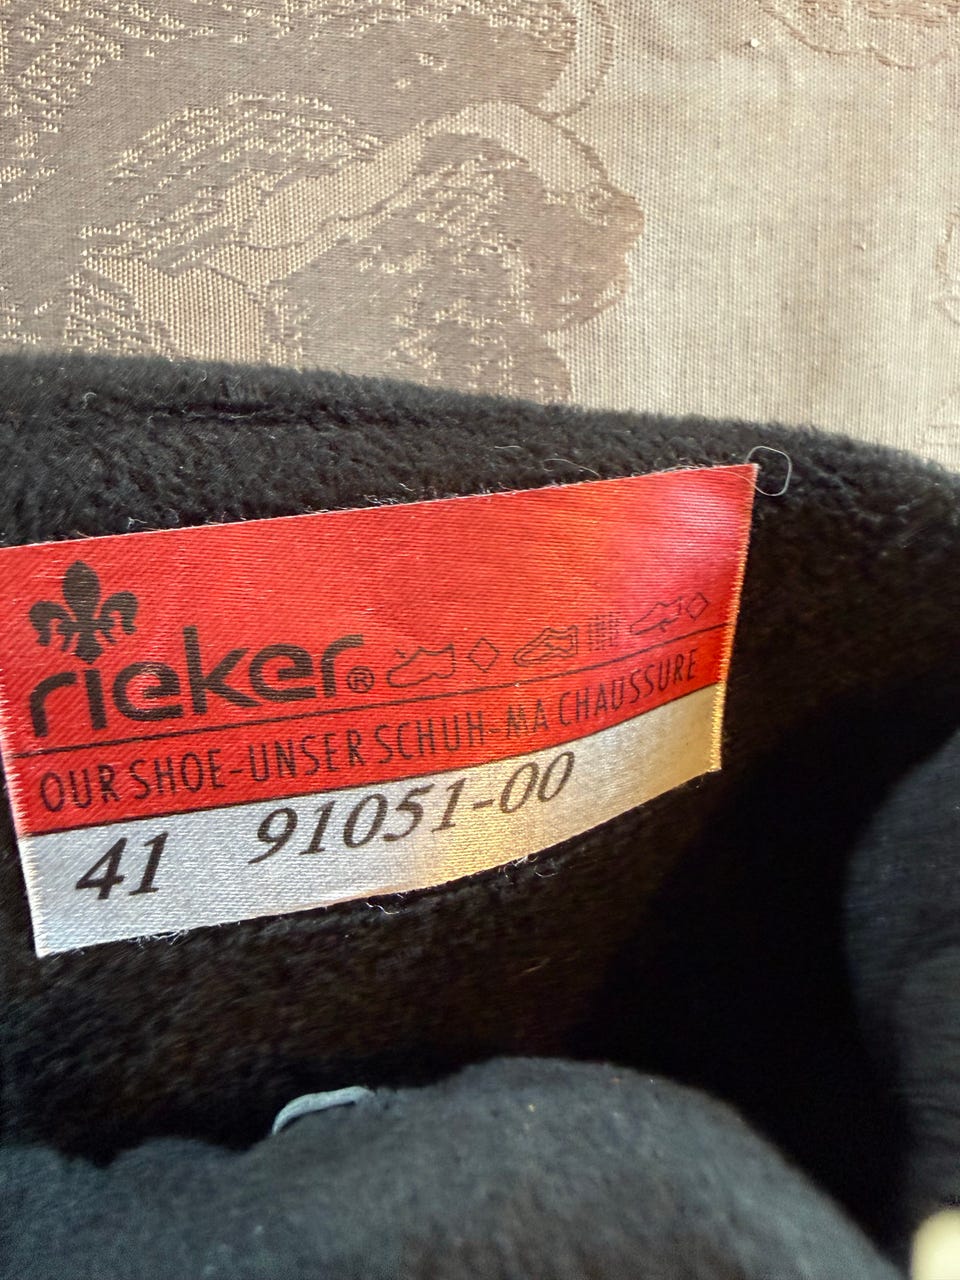 rieker®
OUR SHOE-UNSER SCHUH-MA CHAUSSURE
41 91051-00